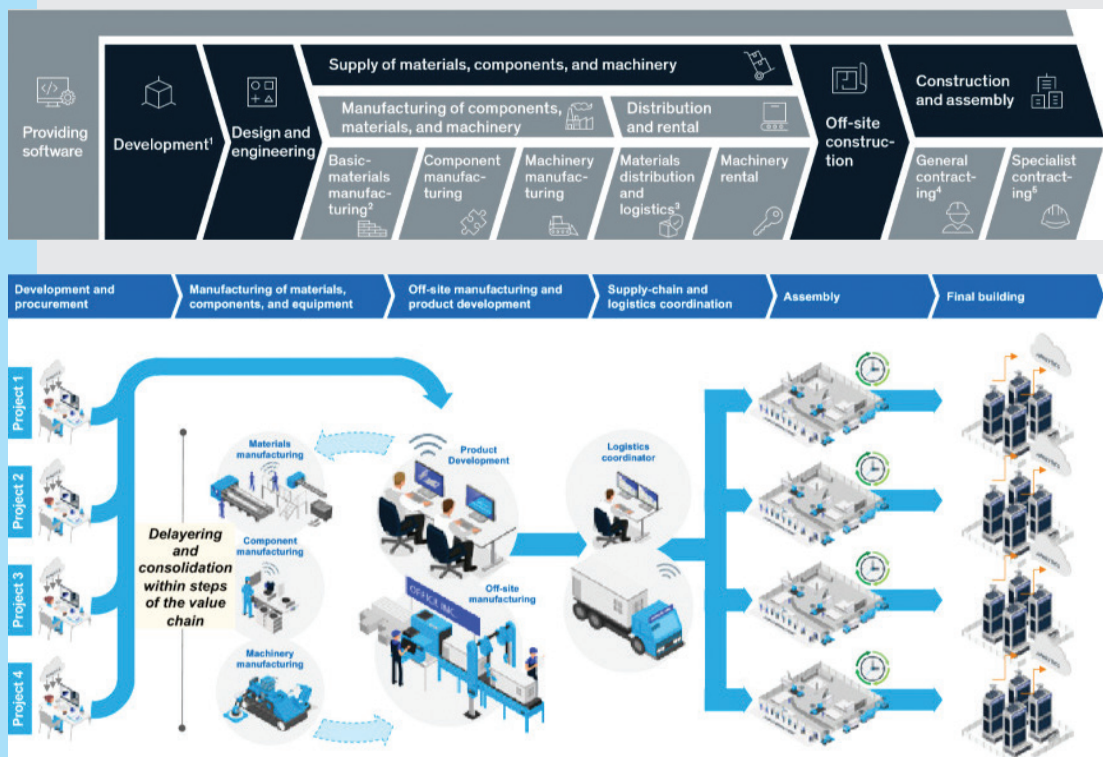 Supply of materials, components, and machinery
Construction
and assembly
Manufacturing of components,
materials, and machinery
Distribution
and rental
Providing
software
Development¹
Design and
engineering
Off-site
construc-
tion
Basic-
materials
manufac-
turing²
Component
manufac-
turing
Machinery
manufac-
turing
Materials
distribution
and
logistics³
Machinery
rental
General
contract-
ing⁴
Specialist
contract-
ing⁵
Development and
procurement
Manufacturing of materials,
components, and equipment
Off-site manufacturing and
product development
Supply-chain and
logistics coordination
Assembly
Final building
Project 1
Project 2
Project 3
Project 4
Materials
manufacturing
Product
Development
Logistics
coordinator
Delayering
and
consolidation
within steps
of the value
chain
Component
manufacturing
Off-site
manufacturing
OFFICE INC.
Machinery
manufacturing